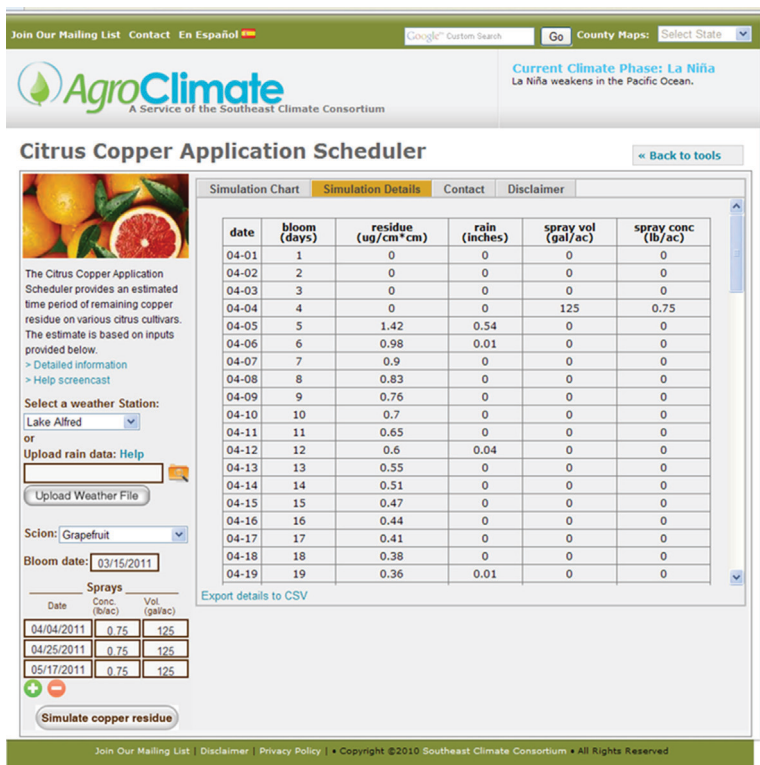 Join Our Mailing List Contact En Español
Google™ Custom Search Go County Maps: Select State
AgroClimate
A Service of the Southeast Climate Consortium
Current Climate Phase: La Niña
La Niña weakens in the Pacific Ocean.
Citrus Copper Application Scheduler
« Back to tools
The Citrus Copper Application
Scheduler provides an estimated
time period of remaining copper
residue on various citrus cultivars.
The estimate is based on inputs
provided below.
> Detailed information
> Help screencast
Select a weather Station:
Lake Alfred
or
Upload rain data: Help
Upload Weather File
Scion: Grapefruit
Bloom date: 03/15/2011
Sprays
Date Conc. (lb/ac) Vol. (gal/ac)
04/04/2011 0.75 125
04/25/2011 0.75 125
05/17/2011 0.75 125
Simulate copper residue
Simulation Chart Simulation Details Contact Disclaimer
date bloom (days) residue (ug/cm*cm) rain (inches) spray vol (gal/ac) spray conc (lb/ac)
04-01 1 0 0 0 0
04-02 2 0 0 0 0
04-03 3 0 0 0 0
04-04 4 0 0 125 0.75
04-05 5 1.42 0.54 0 0
04-06 6 0.98 0.01 0 0
04-07 7 0.9 0 0 0
04-08 8 0.83 0 0 0
04-09 9 0.76 0 0 0
04-10 10 0.7 0 0 0
04-11 11 0.65 0 0 0
04-12 12 0.6 0.04 0 0
04-13 13 0.55 0 0 0
04-14 14 0.51 0 0 0
04-15 15 0.47 0 0 0
04-16 16 0.44 0 0 0
04-17 17 0.41 0 0 0
04-18 18 0.38 0 0 0
04-19 19 0.36 0.01 0 0
Export details to CSV
Join Our Mailing List | Disclaimer | Privacy Policy | • Copyright ©2010 Southeast Climate Consortium • All Rights Reserved